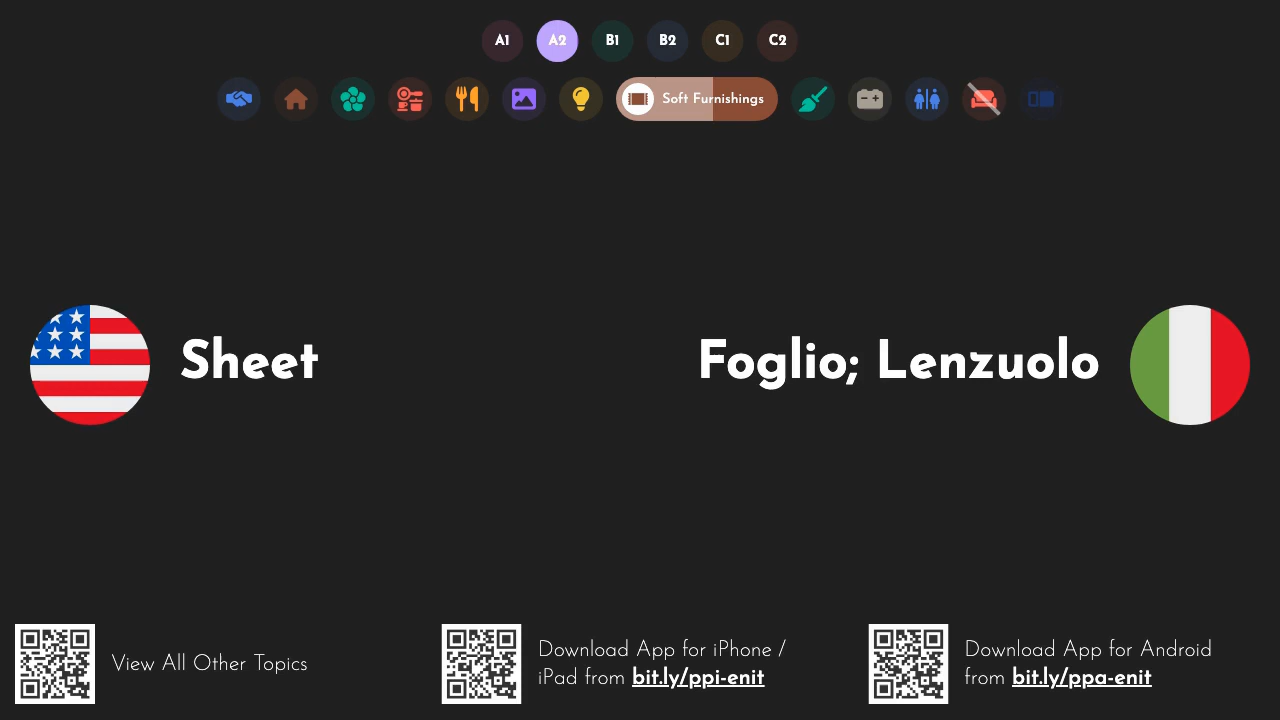 A1 A2 B1 B2 C1 C2
Soft Furnishings
Sheet
Foglio; Lenzuolo
View All Other Topics
Download App for iPhone /
iPad from bit.ly/ppi-enit
Download App for Android
from bit.ly/ppa-enit